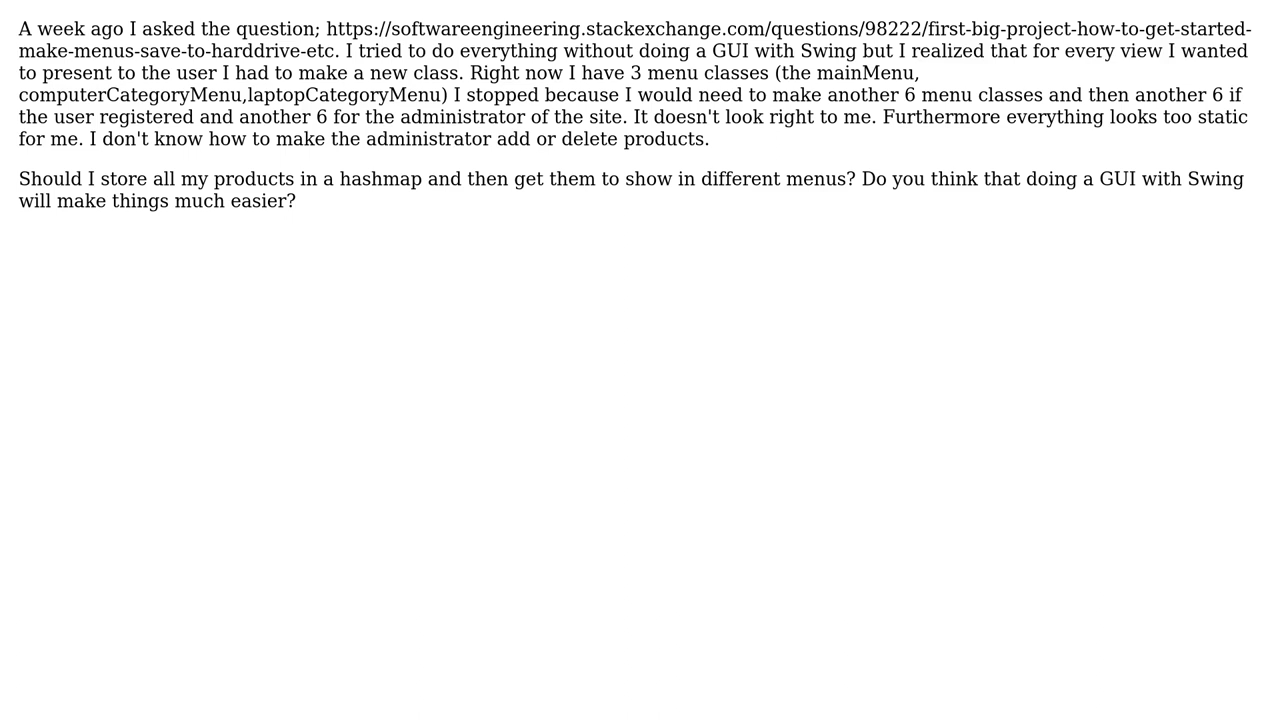 A week ago I asked the question; https://softwareengineering.stackexchange.com/questions/98222/first-big-project-how-to-get-started-
make-menus-save-to-harddrive-etc. I tried to do everything without doing a GUI with Swing but I realized that for every view I wanted
to present to the user I had to make a new class. Right now I have 3 menu classes (the mainMenu,
computerCategoryMenu,laptopCategoryMenu) I stopped because I would need to make another 6 menu classes and then another 6 if
the user registered and another 6 for the administrator of the site. It doesn't look right to me. Furthermore everything looks too static
for me. I don't know how to make the administrator add or delete products.
Should I store all my products in a hashmap and then get them to show in different menus? Do you think that doing a GUI with Swing
will make things much easier?